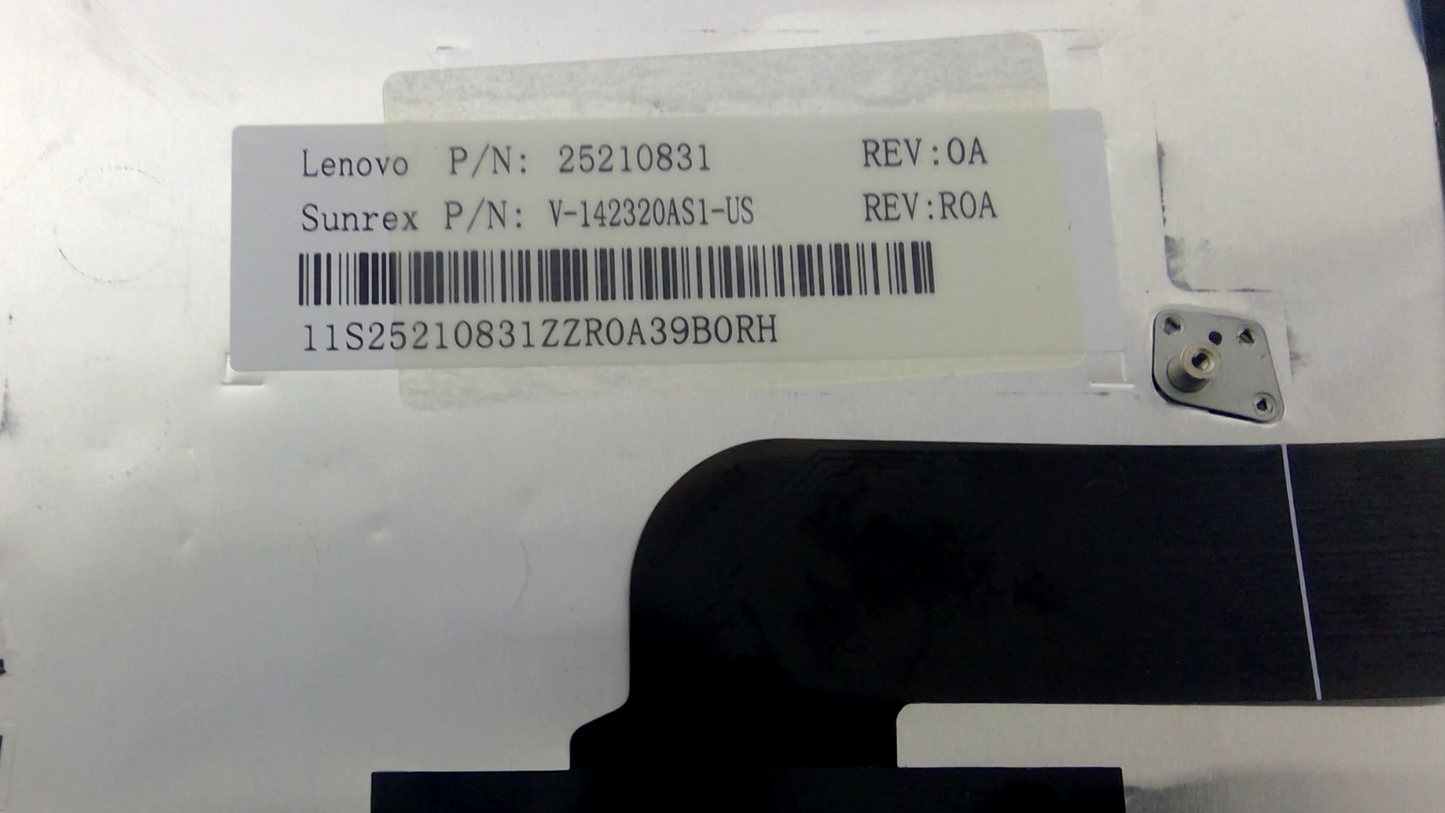 Lenovo P/N: 25210831 REV:0A
Sunrex P/N: V-142320AS1-US REV:R0A
11S25210831ZZR0A39B0RH